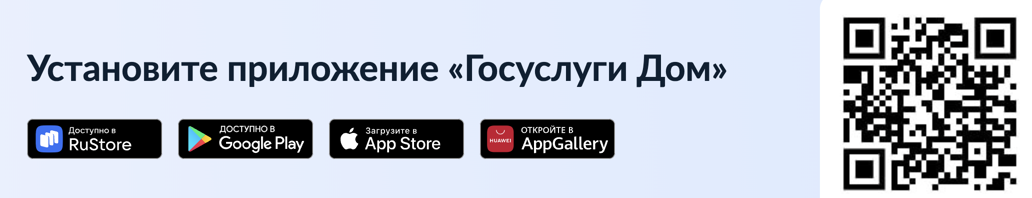 Установите приложение «Госуслуги Дом»
Доступно в
RuStore
ДОСТУПНО В
Google Play
Загрузите в
App Store
HUAWEI
ОТКРОЙТЕ В
AppGallery